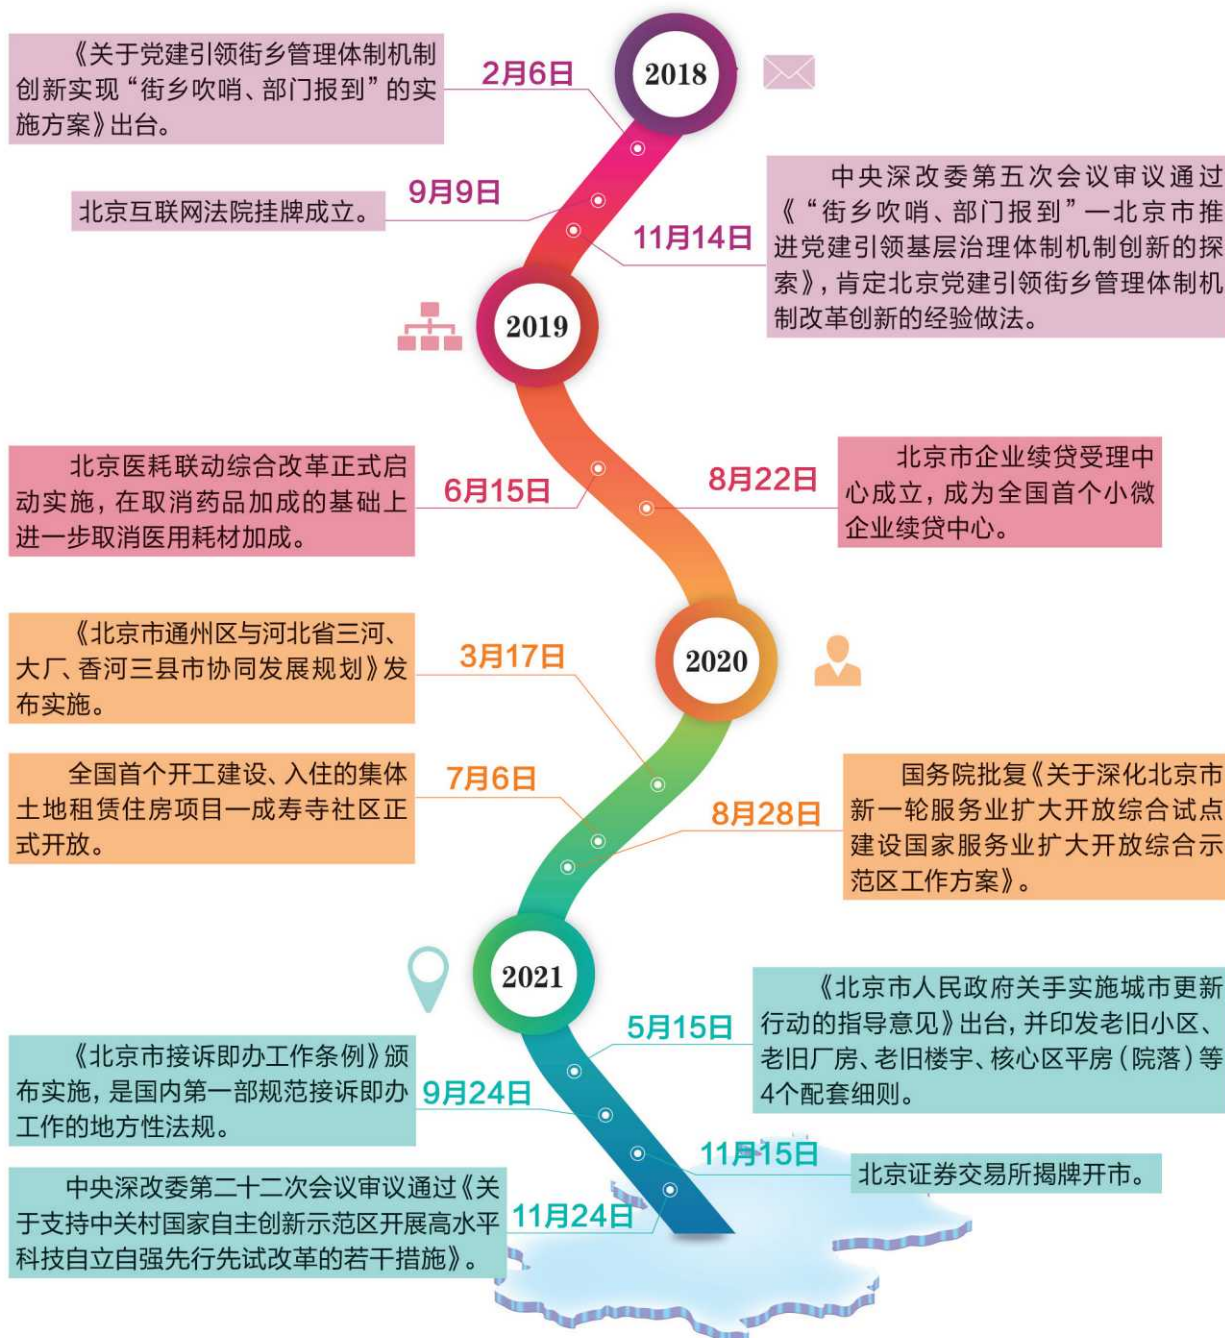 2018
2月6日
《关于党建引领街乡管理体制机制
创新实现“街乡吹哨、部门报到”的实
施方案》出台。
9月9日
北京互联网法院挂牌成立。
11月14日
中央深改委第五次会议审议通过
《“街乡吹哨、部门报到”—北京市推
进党建引领基层治理体制机制创新的探
索》，肯定北京党建引领街乡管理体制机
制改革创新的经验做法。
2019
6月15日
北京医耗联动综合改革正式启
动实施，在取消药品加成的基础上
进一步取消医用耗材加成。
8月22日
北京市企业续贷受理中
心成立，成为全国首个小微
企业续贷中心。
2020
3月17日
《北京市通州区与河北省三河、
大厂、香河三县市协同发展规划》发
布实施。
7月6日
全国首个开工建设、入住的集体
土地租赁住房项目—成寿寺社区正
式开放。
8月28日
国务院批复《关于深化北京市
新一轮服务业扩大开放综合试点
建设国家服务业扩大开放综合示
范区工作方案》。
2021
5月15日
《北京市人民政府关手实施城市更新
行动的指导意见》出台，并印发老旧小区、
老旧厂房、老旧楼宇、核心区平房（院落）等
4个配套细则。
9月24日
《北京市接诉即办工作条例》颁
布实施，是国内第一部规范接诉即办
工作的地方性法规。
11月15日
北京证券交易所揭牌开市。
11月24日
中央深改委第二十二次会议审议通过《关
于支持中关村国家自主创新示范区开展高水平
科技自立自强先行先试改革的若干措施》。